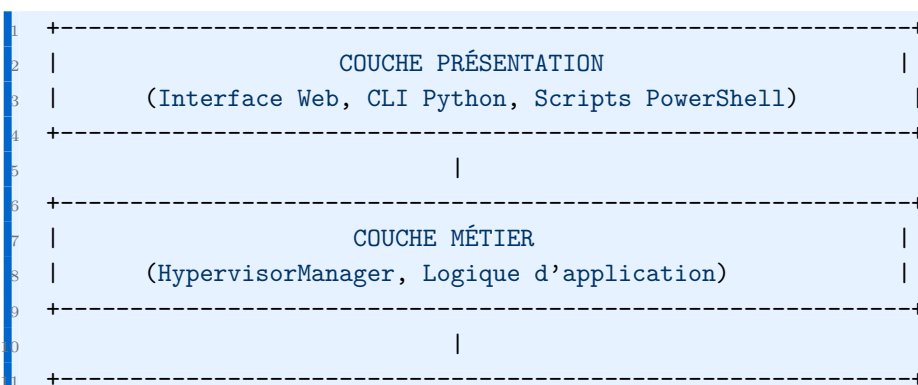 1 +-------------------------------------------------------------+
2 | COUCHE PRÉSENTATION |
3 | (Interface Web, CLI Python, Scripts PowerShell) |
4 +-------------------------------------------------------------+
5 |
6 +-------------------------------------------------------------+
7 | COUCHE MÉTIER |
8 | (HypervisorManager, Logique d'application) |
9 +-------------------------------------------------------------+
10 |
11 +-------------------------------------------------------------+